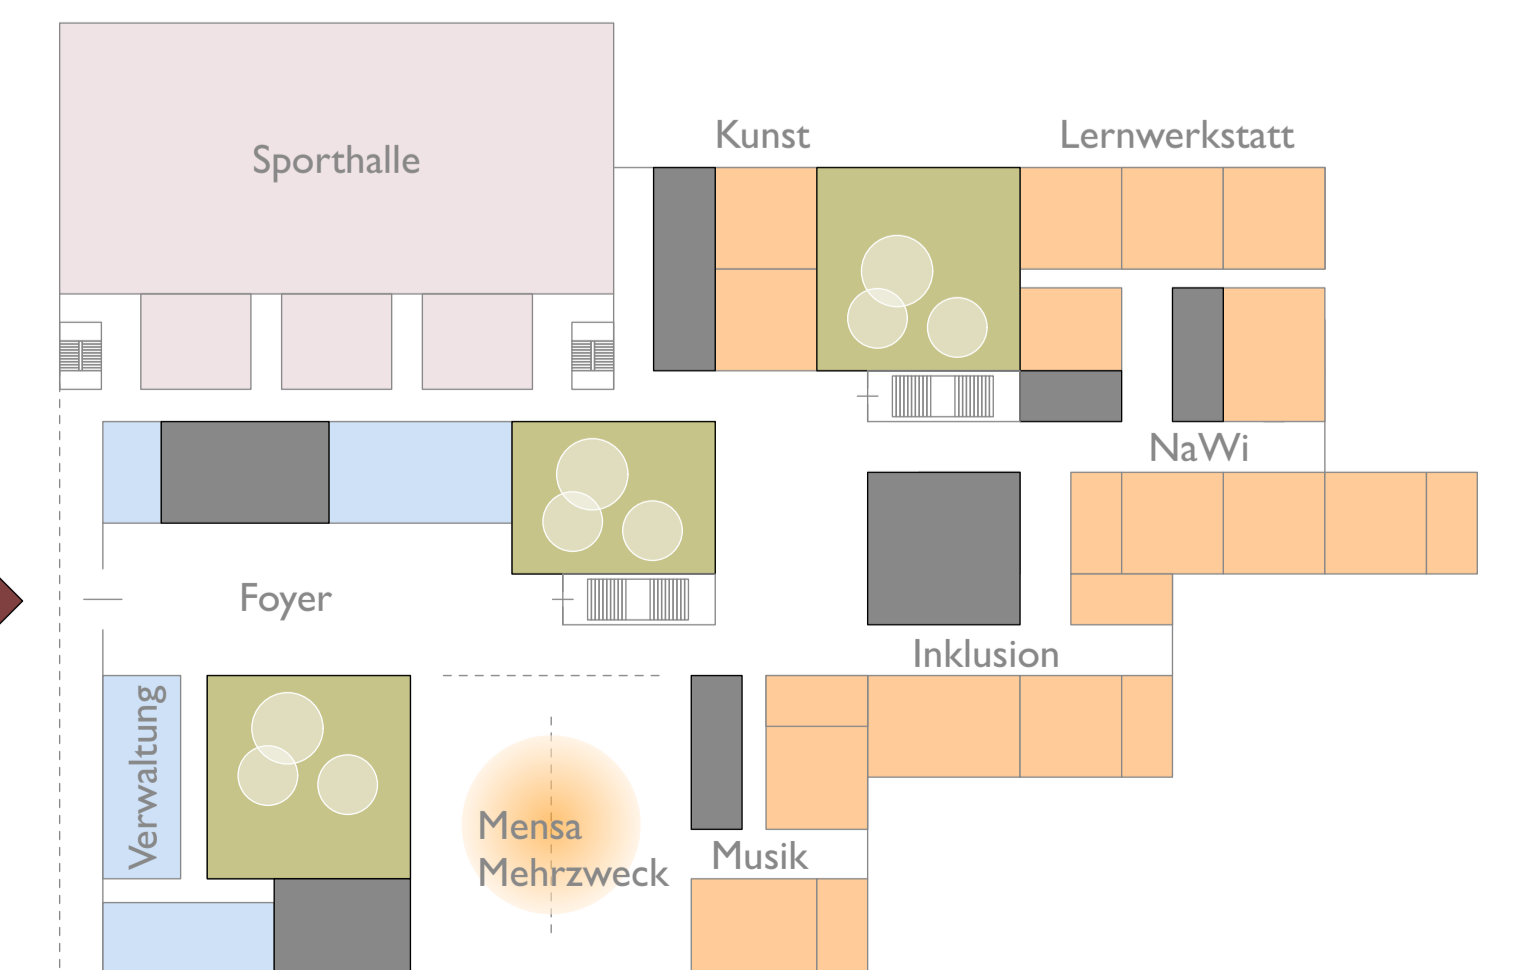 Kunst
Lernwerkstatt
Sporthalle
NaWi
Foyer
Inklusion
Verwaltung
Mensa
Mehrzweck
Musik